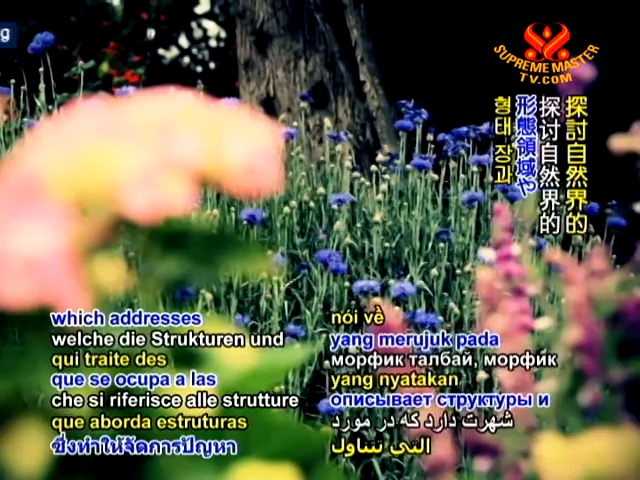 g
SUPREME MASTER
TV.COM
探討自然界的
探讨自然界的
形態領域や
형태 장과
which addresses
welche die Strukturen und
qui traite des
que se ocupa a las
che si riferisce alle strutture
que aborda estruturas
ซึ่งทำให้จัดการปัญหา
nói về
yang merujuk pada
морфик талбай, морфик
yang nyatakan
описывает структуры и
شهرت دارد که در مورد
التي تتناول